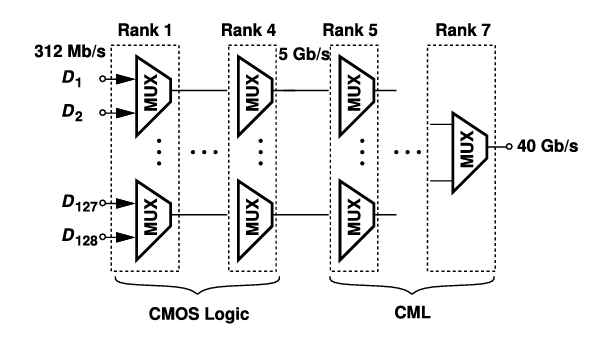 Rank 1 Rank 4 Rank 5 Rank 7
312 Mb/s 5 Gb/s
D1 MUX MUX MUX
D2
MUX 40 Gb/s
D127 MUX MUX MUX
D128
CMOS Logic CML